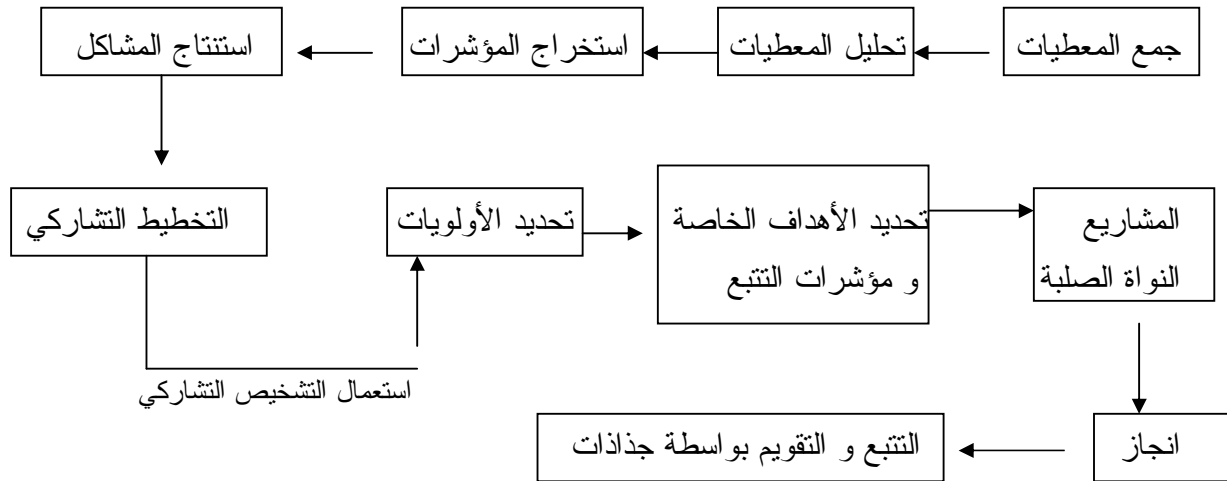 جمع المعطيات
تحليل المعطيات
استخراج المؤشرات
استنتاج المشاكل
التخطيط التشاركي
استعمال التشخيص التشاركي
تحديد الأولويات
تحديد الأهداف الخاصة
و مؤشرات التتبع
المشاريع
النواة الصلبة
انجاز
التتبع و التقويم بواسطة جذاذات